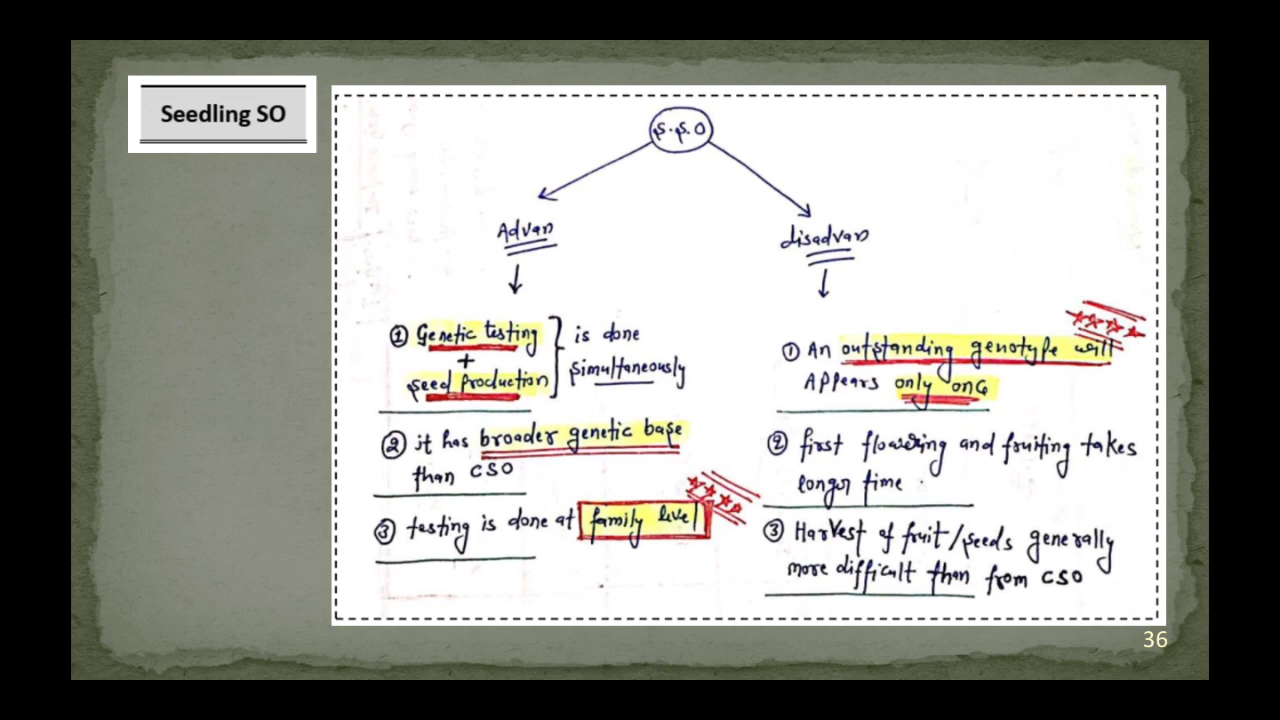 Seedling SO
S.S.O
Advan
disadvan
① Genetic testing
+
seed production
is done
simultaneously
② it has broader genetic base
than CSO
③ testing is done at family level
① An outstanding genotype will
Appears only once
② first flowering and fruiting takes
longer time
③ Harvest of fruit/seeds generally
more difficult than from CSO
36